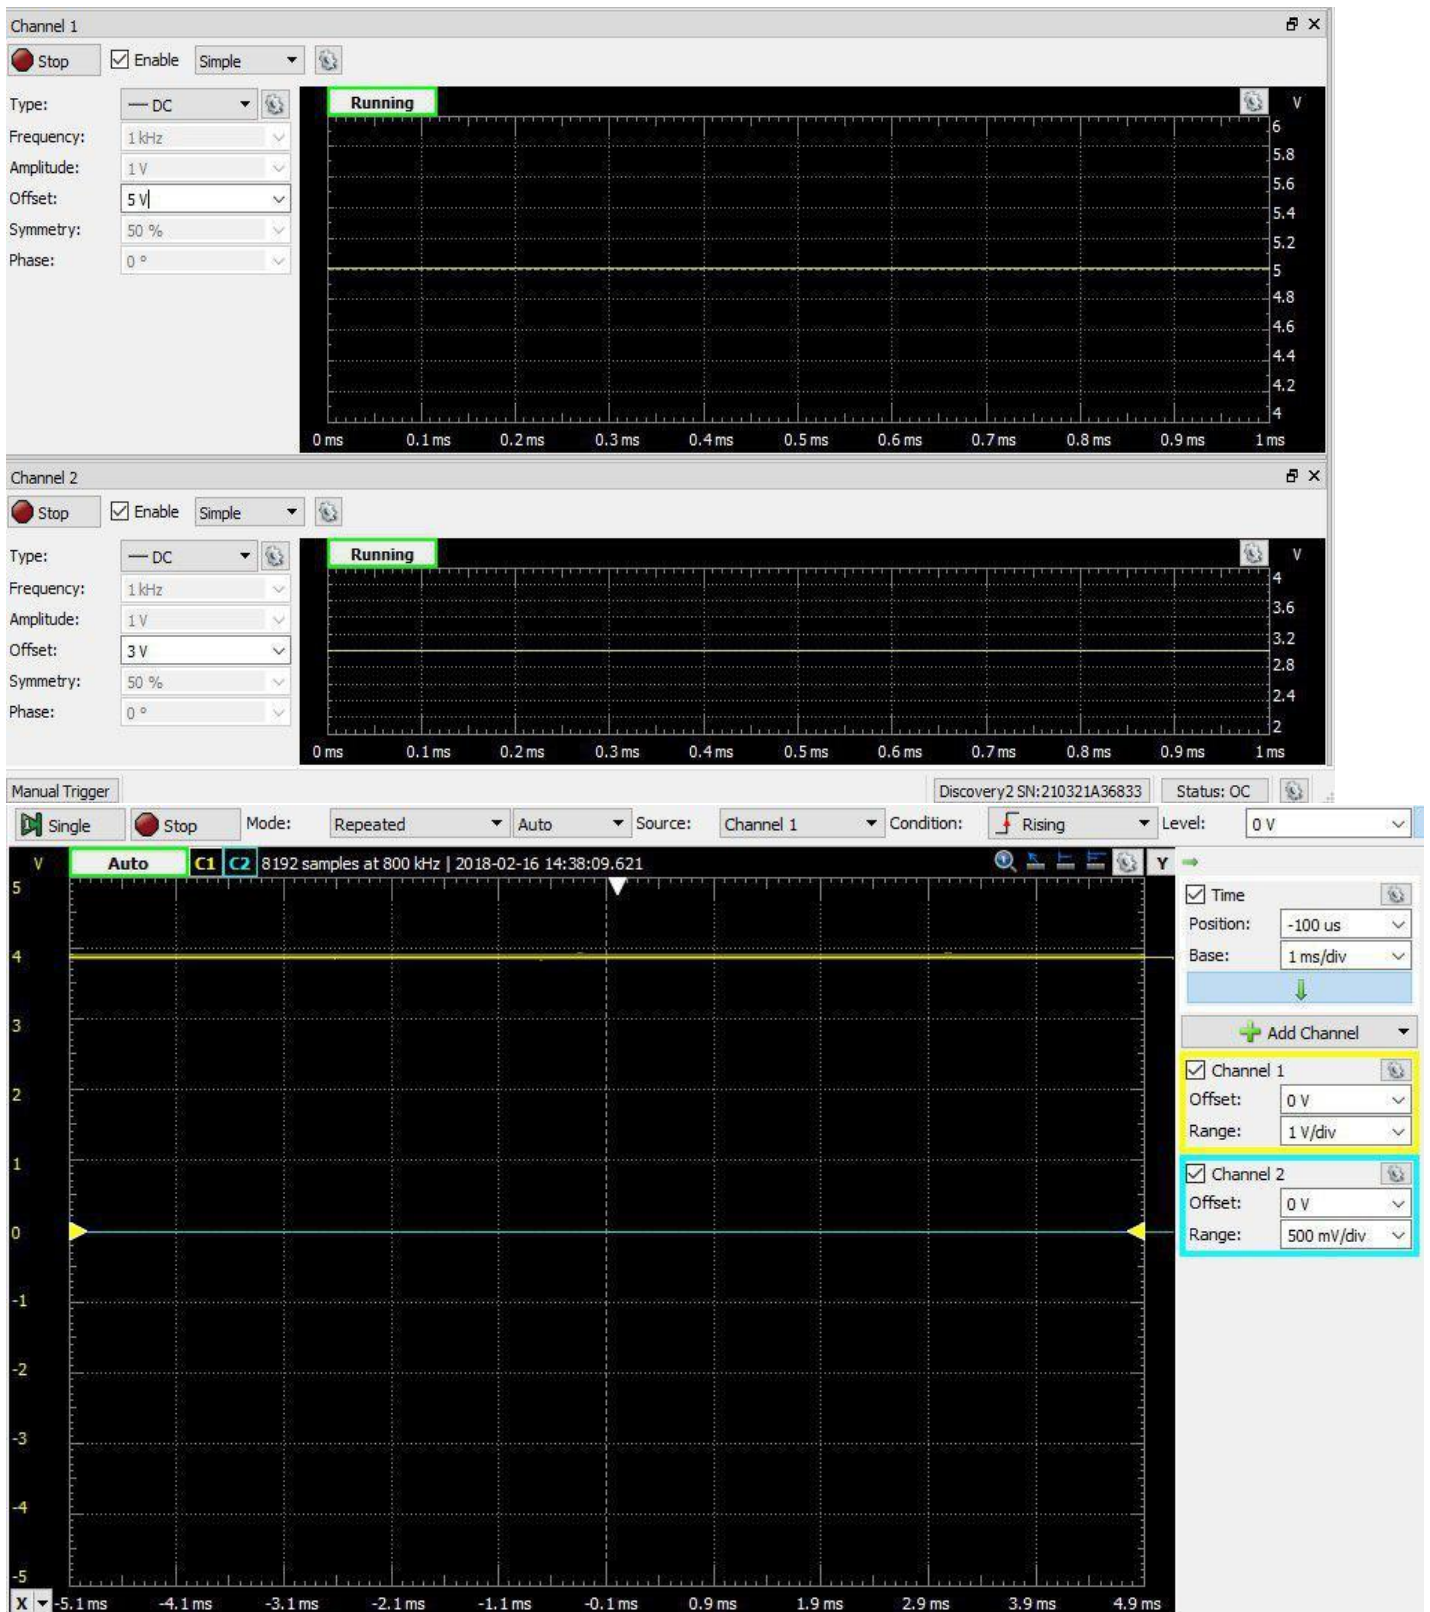 Channel 1
Stop Enable Simple
Type: DC Running V
Frequency: 1 kHz
Amplitude: 1 V
Offset: 5 V
Symmetry: 50 %
Phase: 0 °
6
5.8
5.6
5.4
5.2
5
4.8
4.6
4.4
4.2
4
0 ms 0.1 ms 0.2 ms 0.3 ms 0.4 ms 0.5 ms 0.6 ms 0.7 ms 0.8 ms 0.9 ms 1 ms
Channel 2
Stop Enable Simple
Type: DC Running V
Frequency: 1 kHz
Amplitude: 1 V
Offset: 3 V
Symmetry: 50 %
Phase: 0 °
4
3.6
3.2
2.8
2.4
2
0 ms 0.1 ms 0.2 ms 0.3 ms 0.4 ms 0.5 ms 0.6 ms 0.7 ms 0.8 ms 0.9 ms 1 ms
Manual Trigger Discovery2 SN:210321A36833 Status: OC
Single Stop Mode: Repeated Auto Source: Channel 1 Condition: Rising Level: 0 V
V Auto C1 C2 8192 samples at 800 kHz | 2018-02-16 14:38:09.621 Y
5
4
3
2
1
0
-1
-2
-3
-4
-5
X -5.1 ms -4.1 ms -3.1 ms -2.1 ms -1.1 ms -0.1 ms 0.9 ms 1.9 ms 2.9 ms 3.9 ms 4.9 ms
Time
Position: -100 us
Base: 1 ms/div
Add Channel
Channel 1
Offset: 0 V
Range: 1 V/div
Channel 2
Offset: 0 V
Range: 500 mV/div